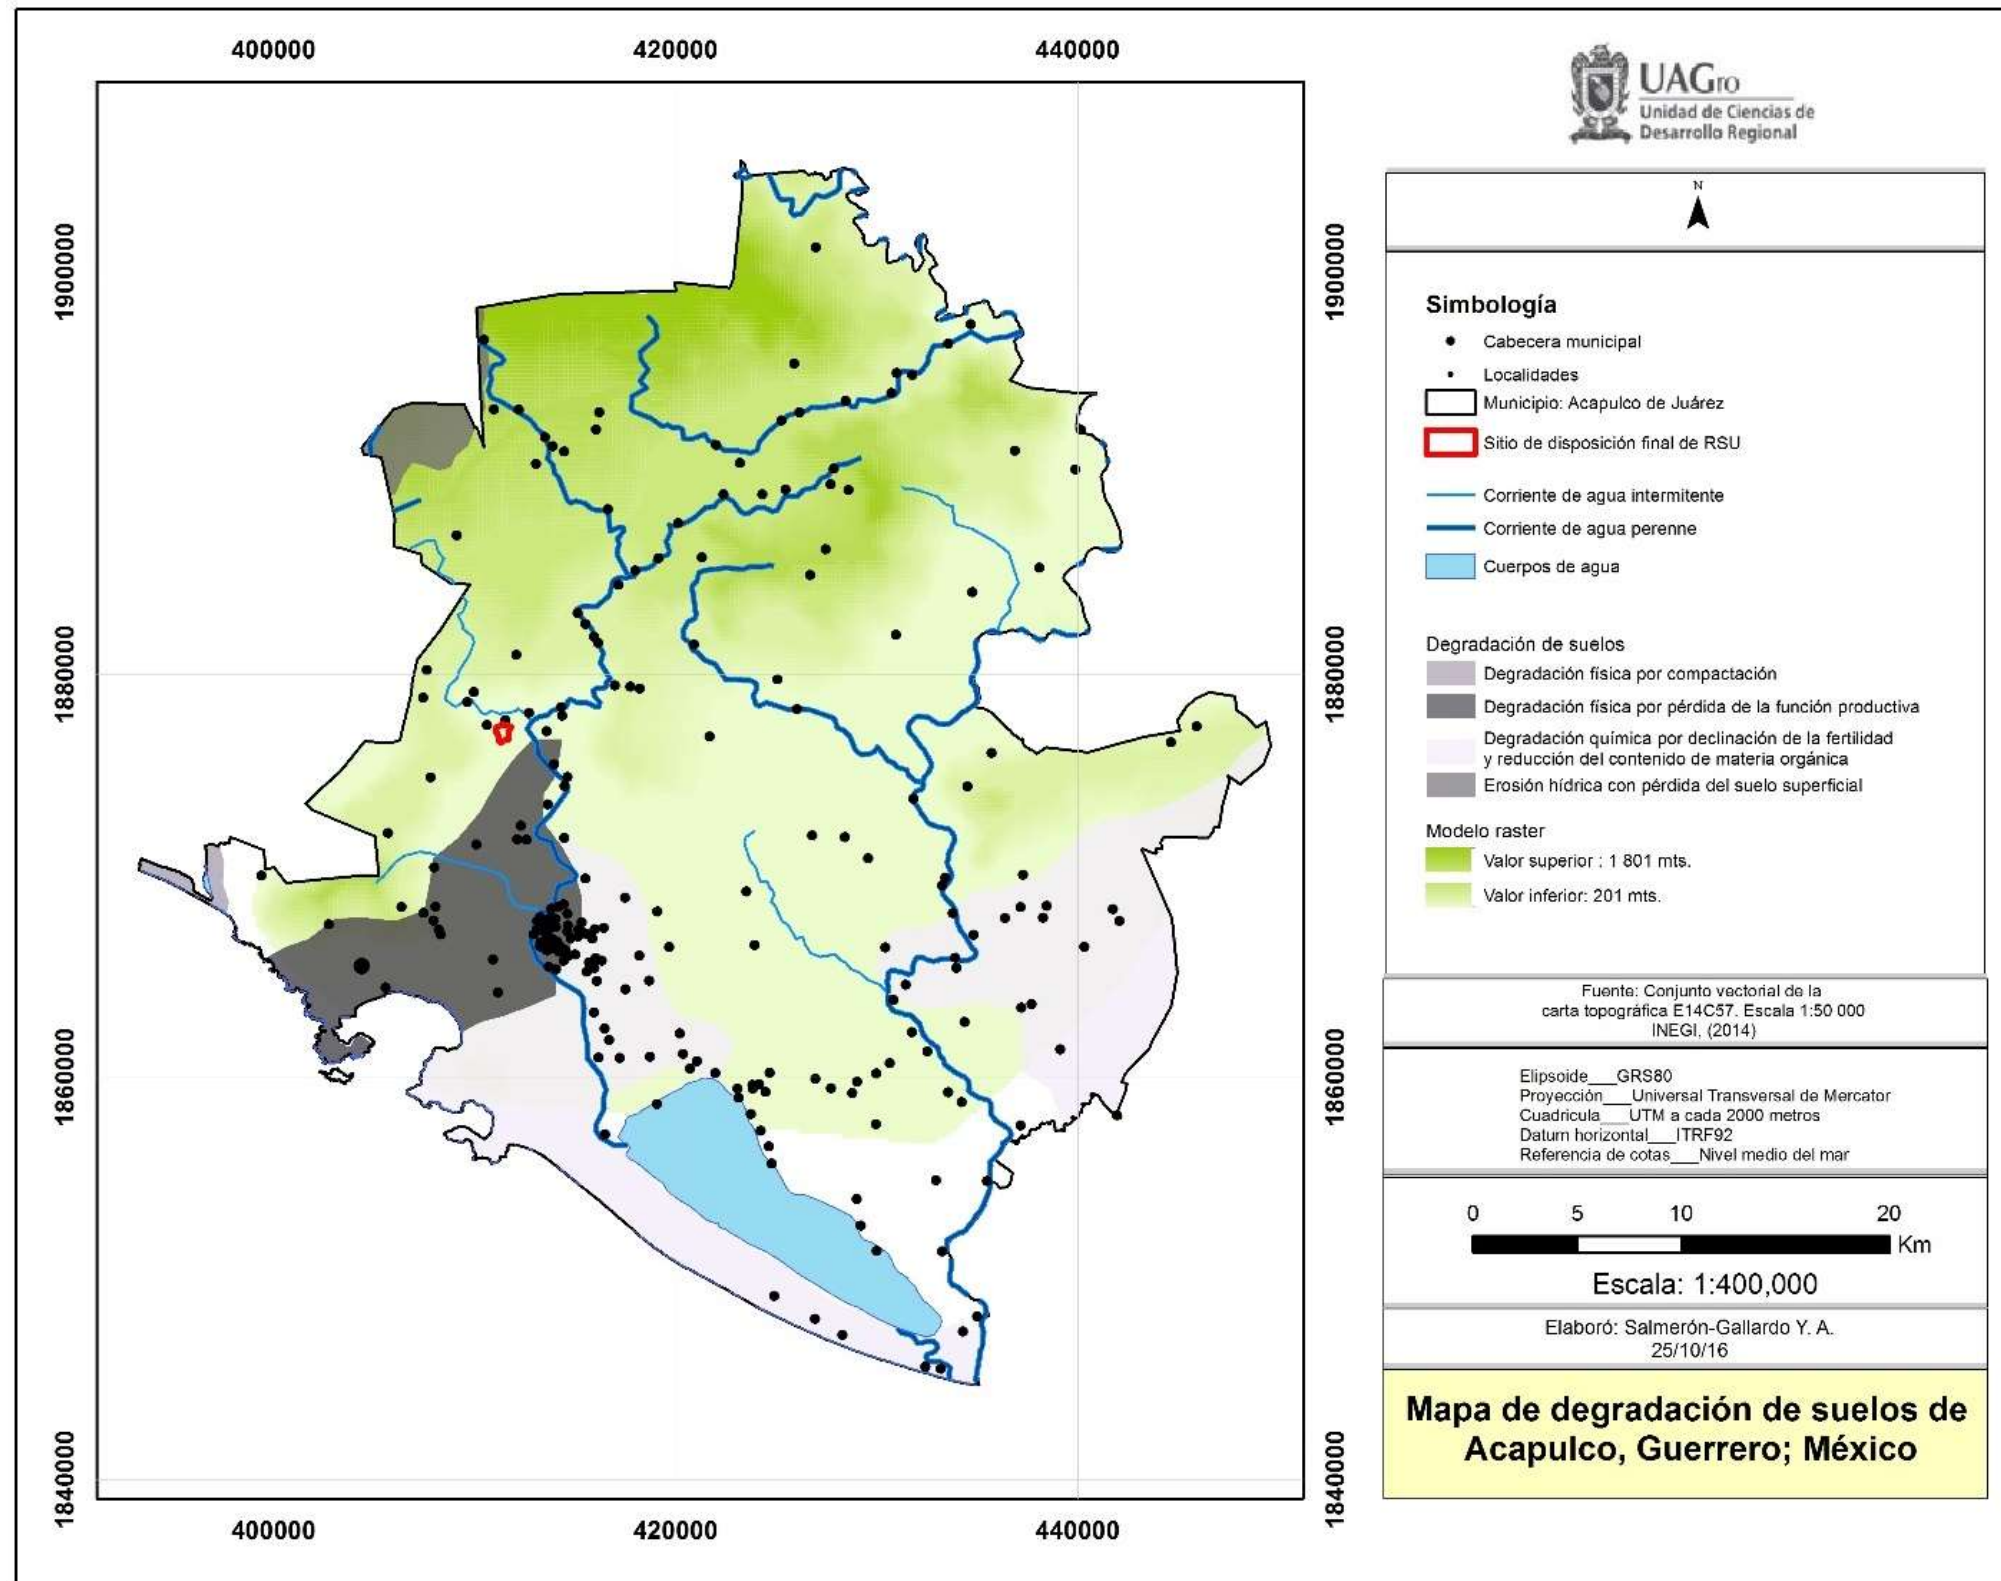 400000
420000
440000
1900000
1880000
1860000
1840000
1900000
1880000
1860000
1840000
400000
420000
440000
UAGro
Unidad de Ciencias de
Desarrollo Regional
N
Simbología
Cabecera municipal
Localidades
Municipio: Acapulco de Juárez
Sitio de disposición final de RSU
Corriente de agua intermitente
Corriente de agua perenne
Cuerpos de agua
Degradación de suelos
Degradación física por compactación
Degradación física por pérdida de la función productiva
Degradación química por declinación de la fertilidad
y reducción del contenido de materia orgánica
Erosión hídrica con pérdida del suelo superficial
Modelo raster
Valor superior : 1 801 mts.
Valor inferior: 201 mts.
Fuente: Conjunto vectorial de la
carta topográfica E14C57. Escala 1:50 000
INEGI, (2014)
Elipsoide___GRS80
Proyección___Universal Transversal de Mercator
Cuadricula___UTM a cada 2000 metros
Datum horizontal___ITRF92
Referencia de cotas___Nivel medio del mar
0 5 10 20
Km
Escala: 1:400,000
Elaboró: Salmerón-Gallardo Y. A.
25/10/16
Mapa de degradación de suelos de
Acapulco, Guerrero; México